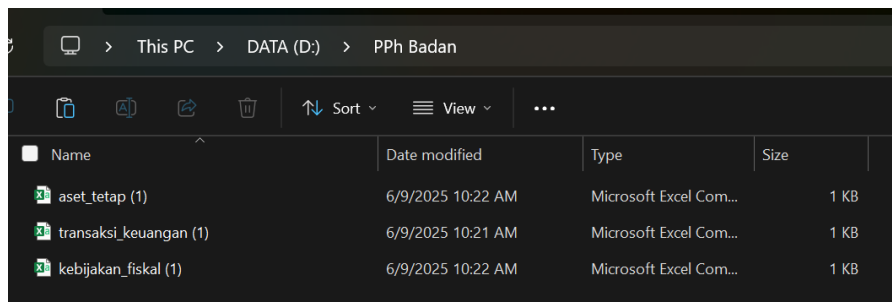 This PC > DATA (D:) > PPh Badan
Sort View
Name Date modified Type Size
aset_tetap (1) 6/9/2025 10:22 AM Microsoft Excel Com... 1 KB
transaksi_keuangan (1) 6/9/2025 10:21 AM Microsoft Excel Com... 1 KB
kebijakan_fiskal (1) 6/9/2025 10:22 AM Microsoft Excel Com... 1 KB